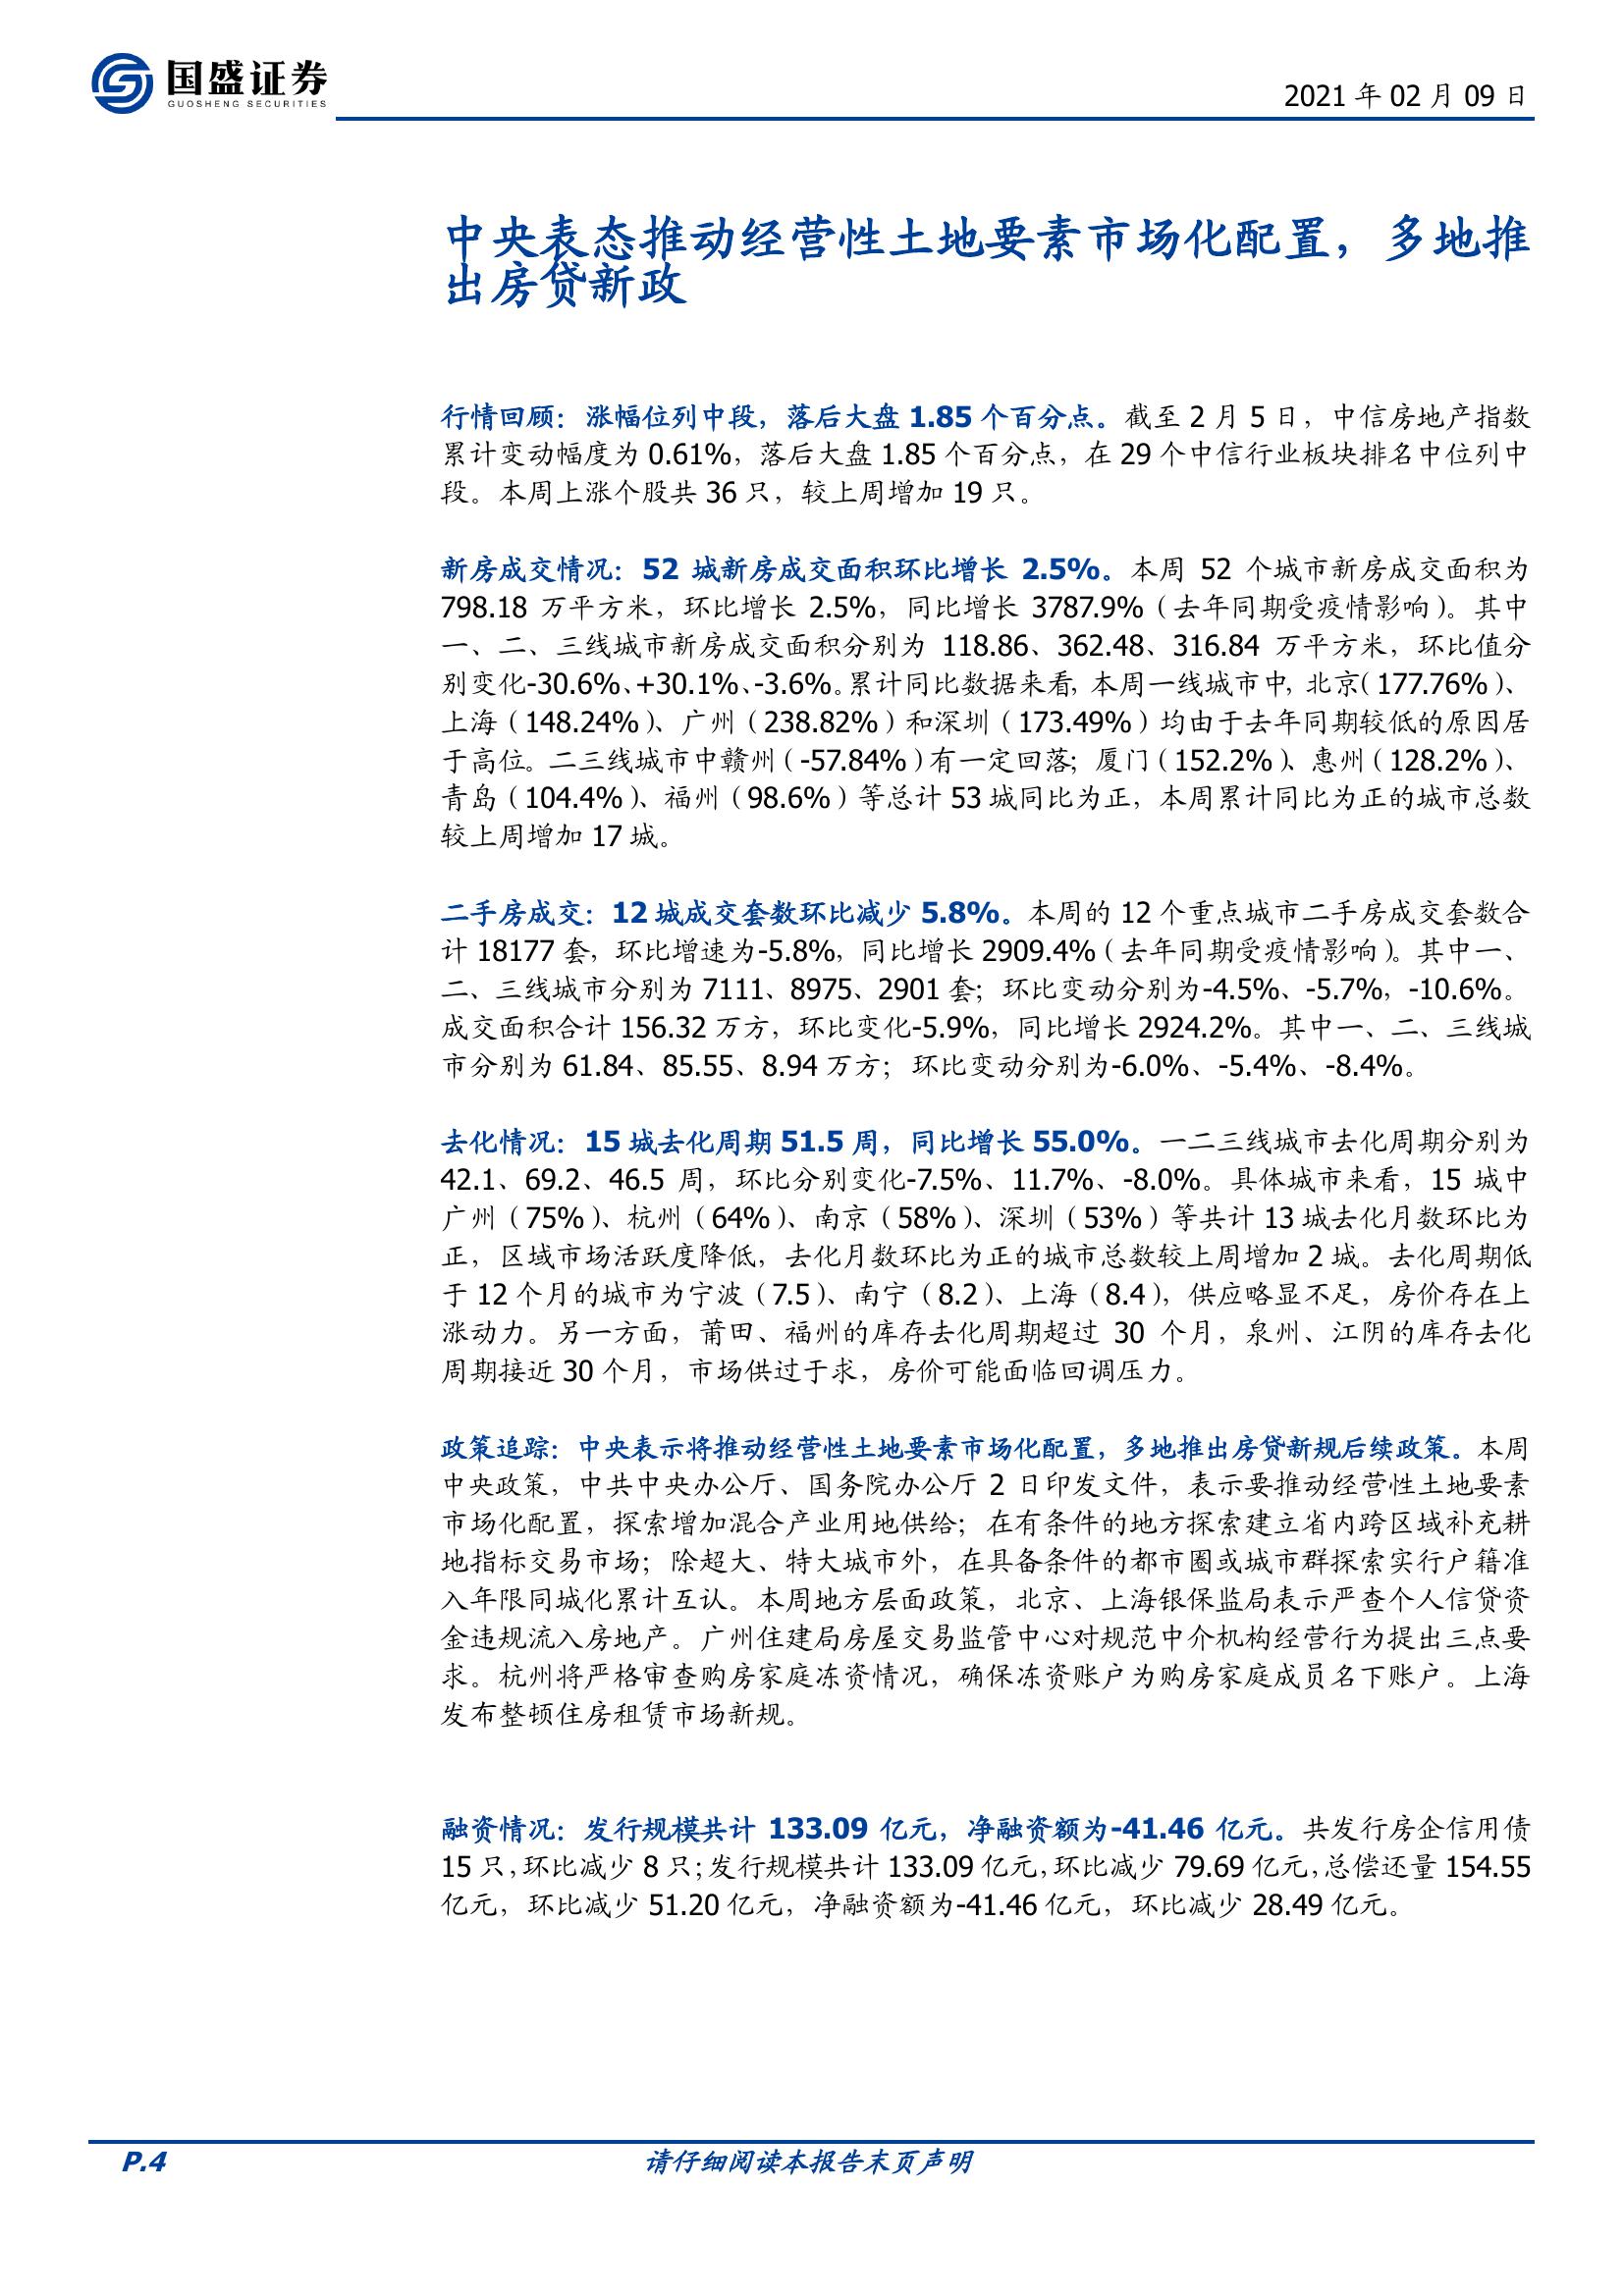 国盛证券
GUOSHENG SECURITIES
2021 年 02 月 09 日
中央表态推动经营性土地要素市场化配置，多地推
出房贷新政
行情回顾：涨幅位列中段，落后大盘 1.85 个百分点。截至 2 月 5 日，中信房地产指数
累计变动幅度为 0.61%，落后大盘 1.85 个百分点，在 29 个中信行业板块排名中位列中
段。本周上涨个股共 36 只，较上周增加 19 只。
新房成交情况：52 城新房成交面积环比增长 2.5%。本周 52 个城市新房成交面积为
798.18 万平方米，环比增长 2.5%，同比增长 3787.9%（去年同期受疫情影响）。其中
一、二、三线城市新房成交面积分别为 118.86、362.48、316.84 万平方米，环比值分
别变化-30.6%、+30.1%、-3.6%。累计同比数据来看，本周一线城市中，北京（177.76%）、
上海（148.24%）、广州（238.82%）和深圳（173.49%）均由于去年同期较低的原因居
于高位。二三线城市中赣州（-57.84%）有一定回落；厦门（152.2%）、惠州（128.2%）、
青岛（104.4%）、福州（98.6%）等总计 53 城同比为正，本周累计同比为正的城市总数
较上周增加 17 城。
二手房成交：12 城成交套数环比减少 5.8%。本周的 12 个重点城市二手房成交套数合
计 18177 套，环比增速为-5.8%，同比增长 2909.4%（去年同期受疫情影响）。其中一、
二、三线城市分别为 7111、8975、2901 套；环比变动分别为-4.5%、-5.7%，-10.6%。
成交面积合计 156.32 万方，环比变化-5.9%，同比增长 2924.2%。其中一、二、三线城
市分别为 61.84、85.55、8.94 万方；环比变动分别为-6.0%、-5.4%、-8.4%。
去化情况：15 城去化周期 51.5 周，同比增长 55.0%。一二三线城市去化周期分别为
42.1、69.2、46.5 周，环比分别变化-7.5%、11.7%、-8.0%。具体城市来看，15 城中
广州（75%）、杭州（64%）、南京（58%）、深圳（53%）等共计 13 城去化月数环比为
正，区域市场活跃度降低，去化月数环比为正的城市总数较上周增加 2 城。去化周期低
于 12 个月的城市为宁波（7.5）、南宁（8.2）、上海（8.4），供应略显不足，房价存在上
涨动力。另一方面，莆田、福州的库存去化周期超过 30 个月，泉州、江阴的库存去化
周期接近 30 个月，市场供过于求，房价可能面临回调压力。
政策追踪：中央表示将推动经营性土地要素市场化配置，多地推出房贷新规后续政策。本周
中央政策，中共中央办公厅、国务院办公厅 2 日印发文件，表示要推动经营性土地要素
市场化配置，探索增加混合产业用地供给；在有条件的地方探索建立省内跨区域补充耕
地指标交易市场；除超大、特大城市外，在具备条件的都市圈或城市群探索实行户籍准
入年限同城化累计互认。本周地方层面政策，北京、上海银保监局表示严查个人信贷资
金违规流入房地产。广州住建局房屋交易监管中心对规范中介机构经营行为提出三点要
求。杭州将严格审查购房家庭冻资情况，确保冻资账户为购房家庭成员名下账户。上海
发布整顿住房租赁市场新规。
融资情况：发行规模共计 133.09 亿元，净融资额为-41.46 亿元。共发行房企信用债
15 只，环比减少 8 只；发行规模共计 133.09 亿元，环比减少 79.69 亿元，总偿还量 154.55
亿元，环比减少 51.20 亿元，净融资额为-41.46 亿元，环比减少 28.49 亿元。
P.4
请仔细阅读本报告末页声明